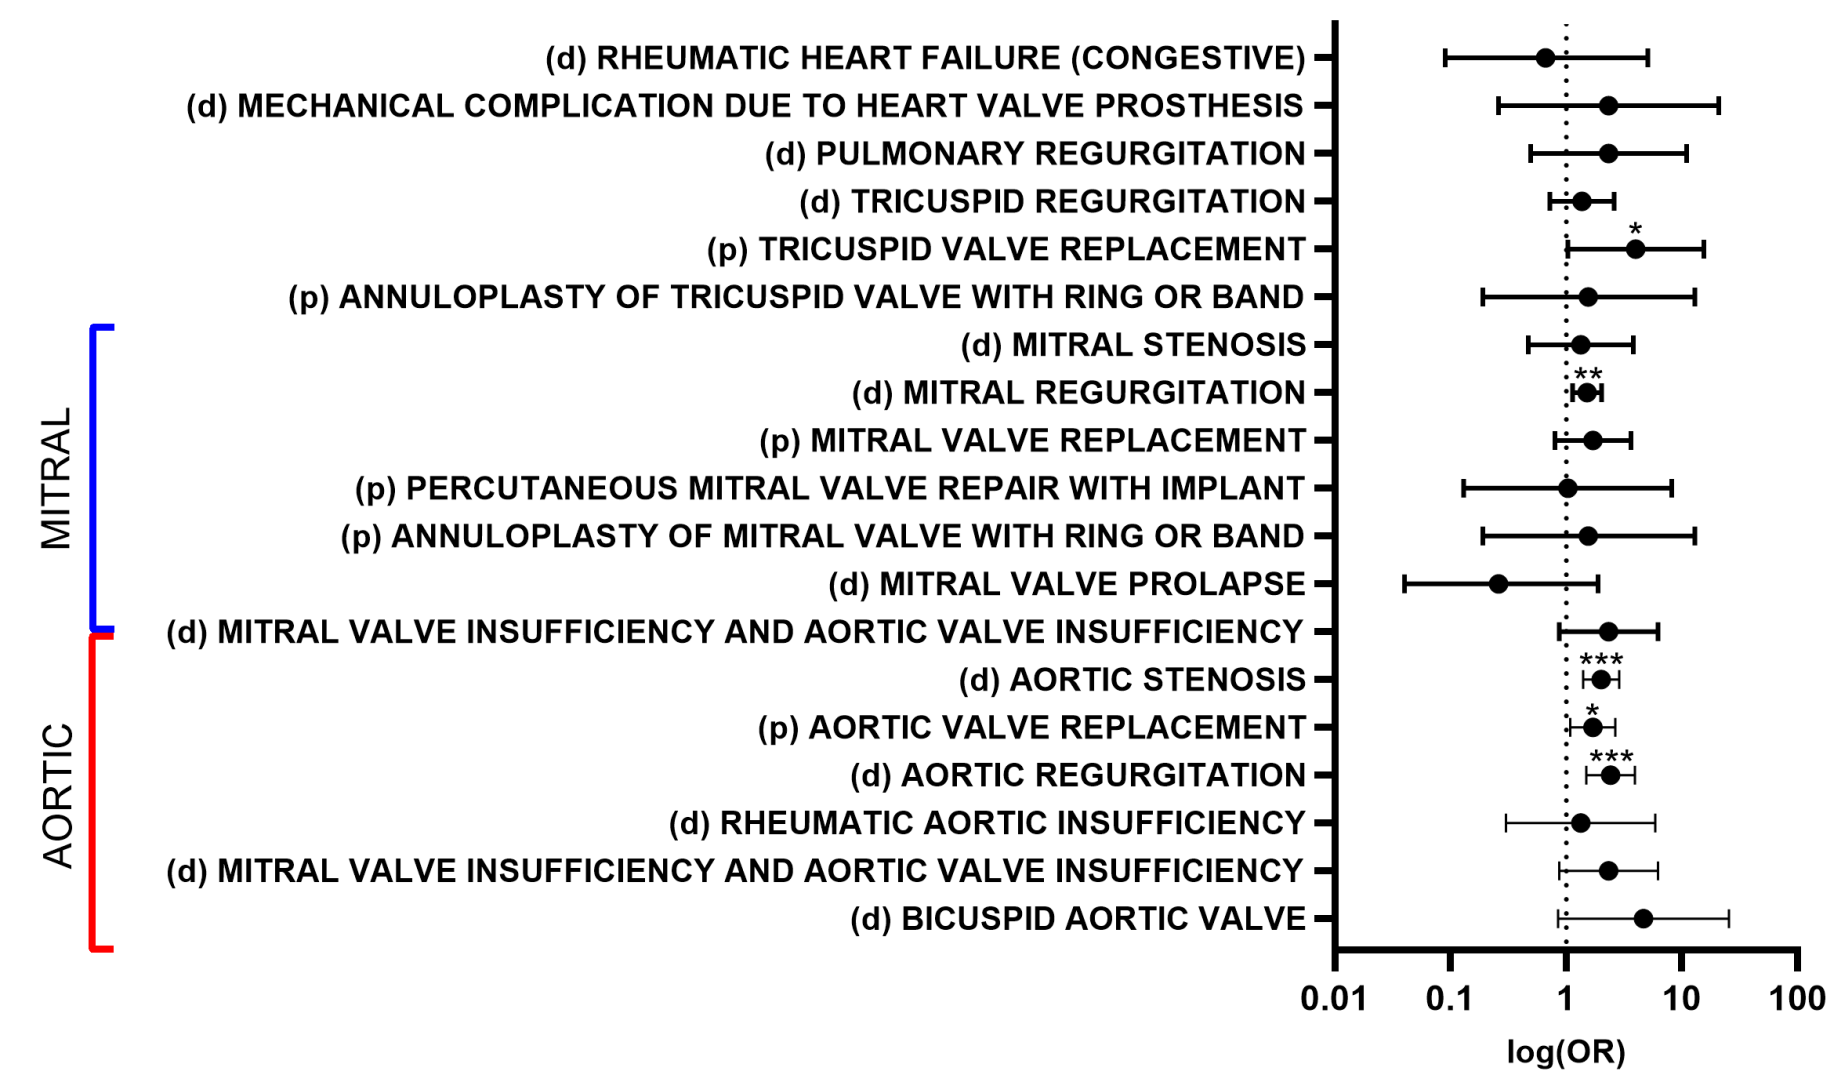 (d) RHEUMATIC HEART FAILURE (CONGESTIVE)
(d) MECHANICAL COMPLICATION DUE TO HEART VALVE PROSTHESIS
(d) PULMONARY REGURGITATION
(d) TRICUSPID REGURGITATION
*
(p) TRICUSPID VALVE REPLACEMENT
(p) ANNULOPLASTY OF TRICUSPID VALVE WITH RING OR BAND
MITRAL
(d) MITRAL STENOSIS
**
(d) MITRAL REGURGITATION
(p) MITRAL VALVE REPLACEMENT
(p) PERCUTANEOUS MITRAL VALVE REPAIR WITH IMPLANT
(p) ANNULOPLASTY OF MITRAL VALVE WITH RING OR BAND
(d) MITRAL VALVE PROLAPSE
AORTIC
(d) MITRAL VALVE INSUFFICIENCY AND AORTIC VALVE INSUFFICIENCY
***
(d) AORTIC STENOSIS
*
(p) AORTIC VALVE REPLACEMENT
***
(d) AORTIC REGURGITATION
(d) RHEUMATIC AORTIC INSUFFICIENCY
(d) MITRAL VALVE INSUFFICIENCY AND AORTIC VALVE INSUFFICIENCY
(d) BICUSPID AORTIC VALVE
0.01 0.1 1 10 100
log(OR)